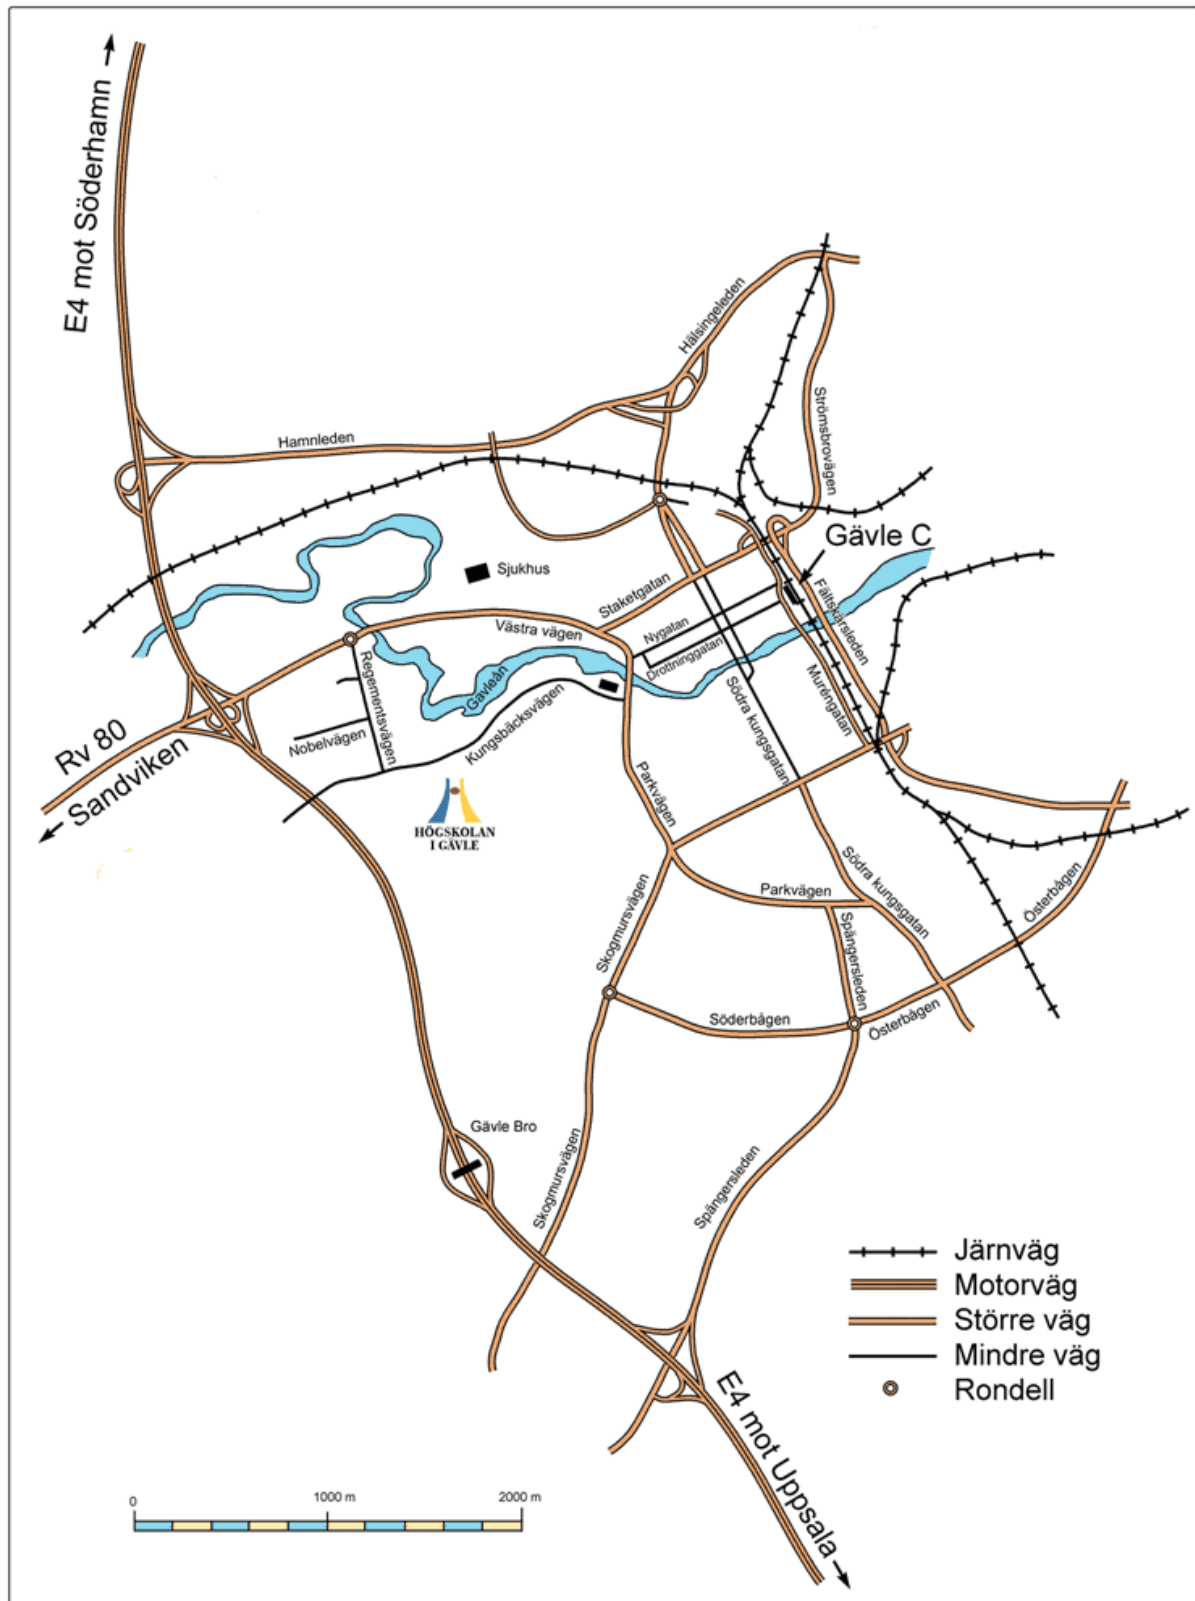 E4 mot Söderhamn
Hälsingeleden
Strömsbrovägen
Hamnleden
Gävle C
Sjukhus
Staketgatan
Fältskärsleden
Västra vägen
Nygatan
Drottninggatan
Regementsvägen
Gavleån
Södra kungsgatan
Muréngatan
Kungsbäcksvägen
Nobelvägen
Rv 80
Sandviken
Parkvägen
HÖGSKOLAN
I GÄVLE
Södra kungsgatan
Parkvägen
Skogmursvägen
Spängersleden
Österbågen
Söderbågen
Österbågen
Gävle Bro
Skogmursvägen
Spängersleden
Järnväg
Motorväg
Större väg
Mindre väg
Rondell
E4 mot Uppsala
0 1000 m 2000 m